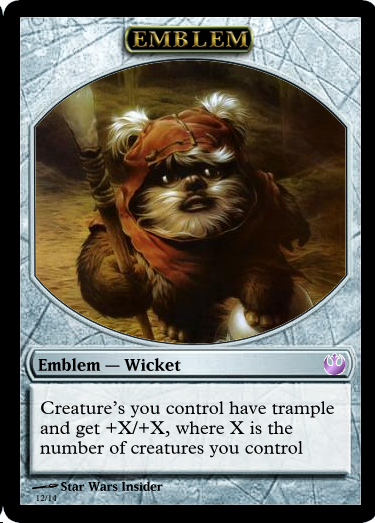 EMBLEM
Emblem — Wicket
Creature's you control have trample
and get +X/+X, where X is the
number of creatures you control
Star Wars Insider
12/14